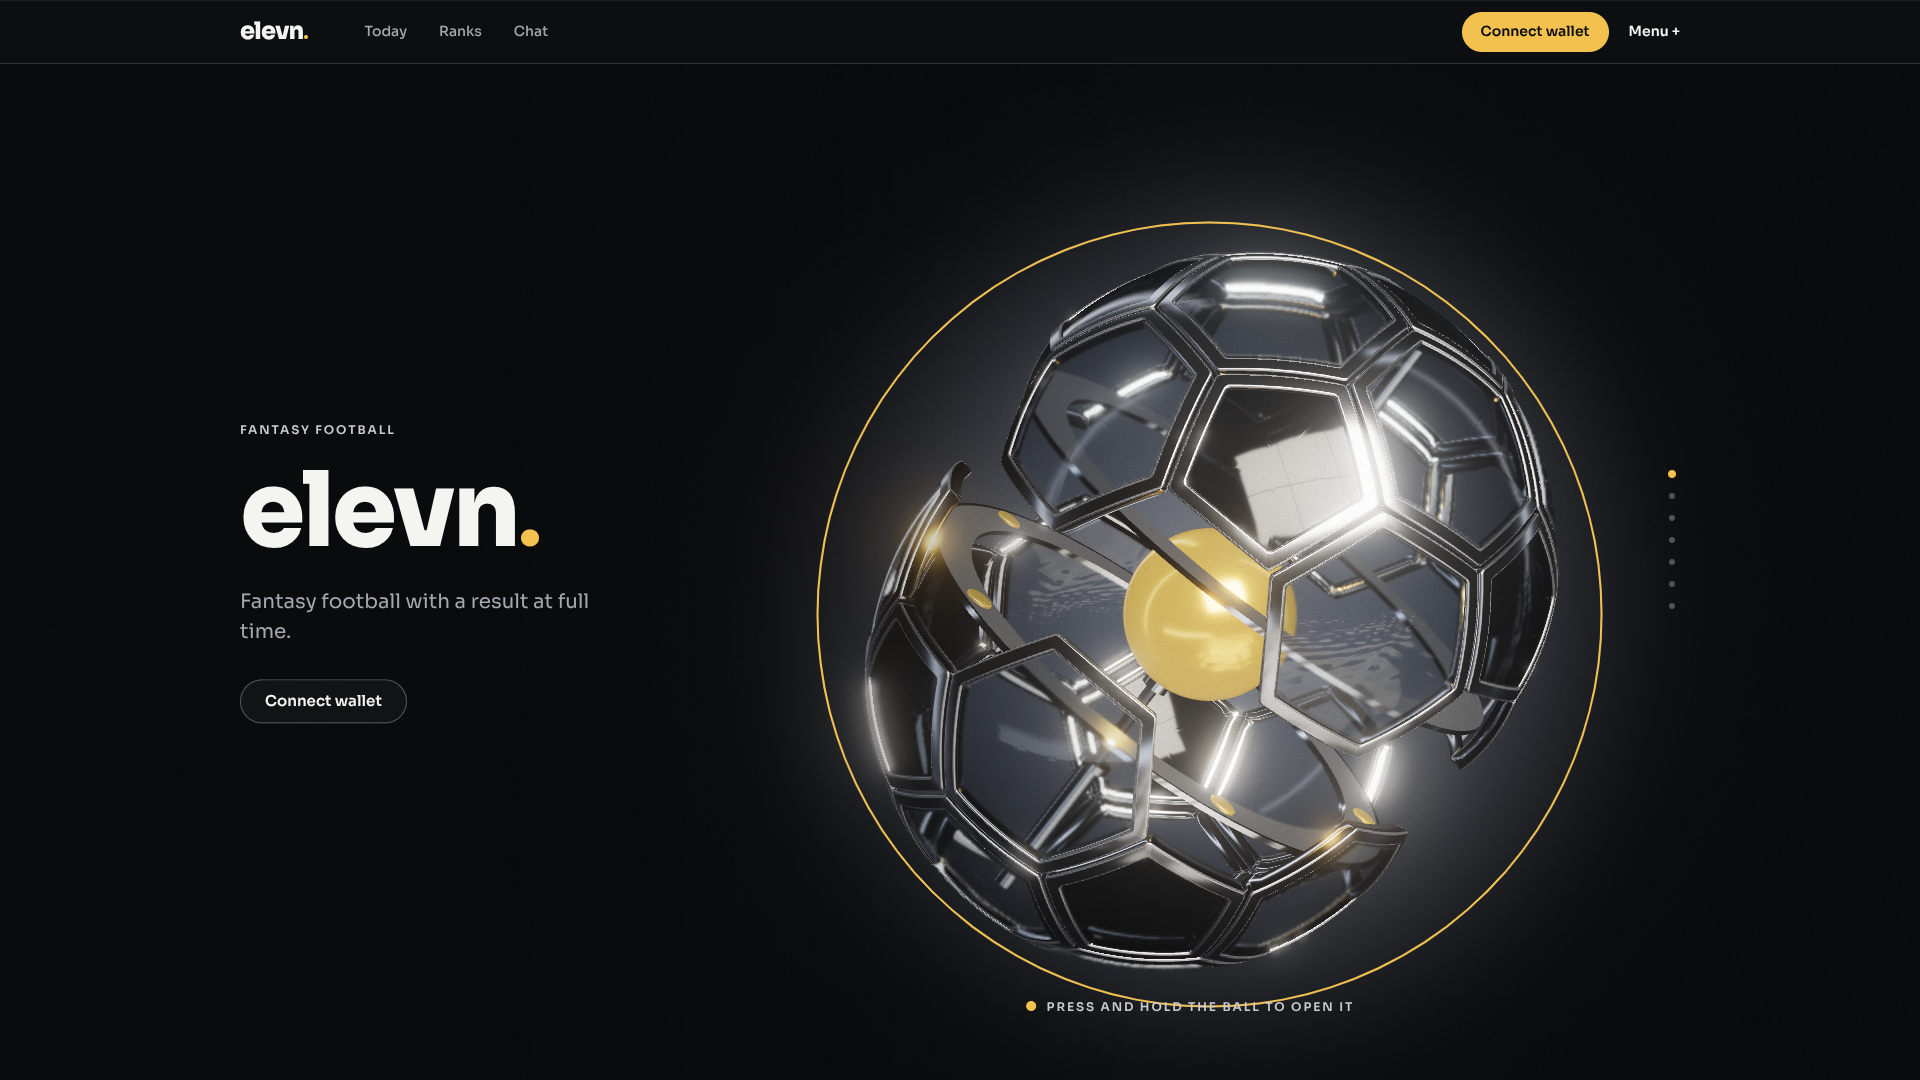 elevn.
Today
Ranks
Chat
Connect wallet
Menu +
FANTASY FOOTBALL
elevn.
Fantasy football with a result at full
time.
Connect wallet
PRESS AND HOLD THE BALL TO OPEN IT